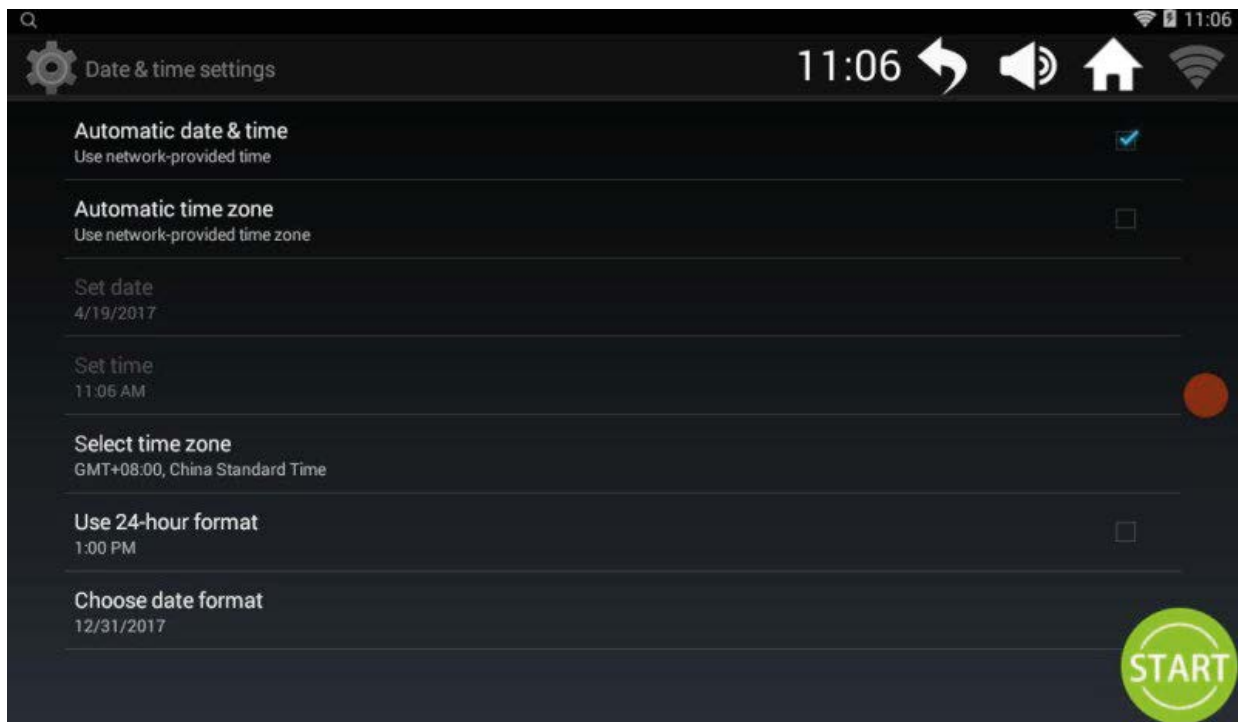 11:06
Date & time settings
11:06
Automatic date & time
Use network-provided time
Automatic time zone
Use network-provided time zone
Set date
4/19/2017
Set time
11:06 AM
Select time zone
GMT+08:00, China Standard Time
Use 24-hour format
1:00 PM
Choose date format
12/31/2017
START